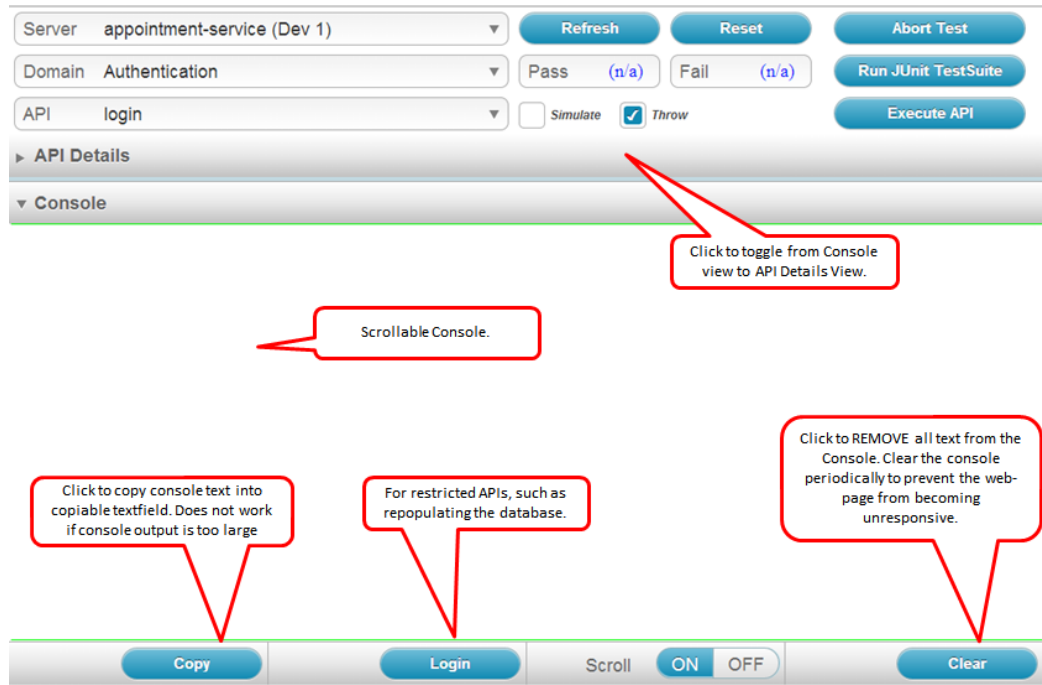 Server appointment-service (Dev 1) Refresh Reset Abort Test
Domain Authentication Pass (n/a) Fail (n/a) Run JUnit TestSuite
API login Simulate Throw Execute API
API Details
Console
Click to toggle from Console
view to API Details View.
Scrollable Console.
Click to REMOVE all text from the
Console. Clear the console
periodically to prevent the web-
page from becoming
unresponsive.
Click to copy console text into
copiable textfield. Does not work
if console output is too large
For restricted APIs, such as
repopulating the database.
Copy Login Scroll ON OFF Clear